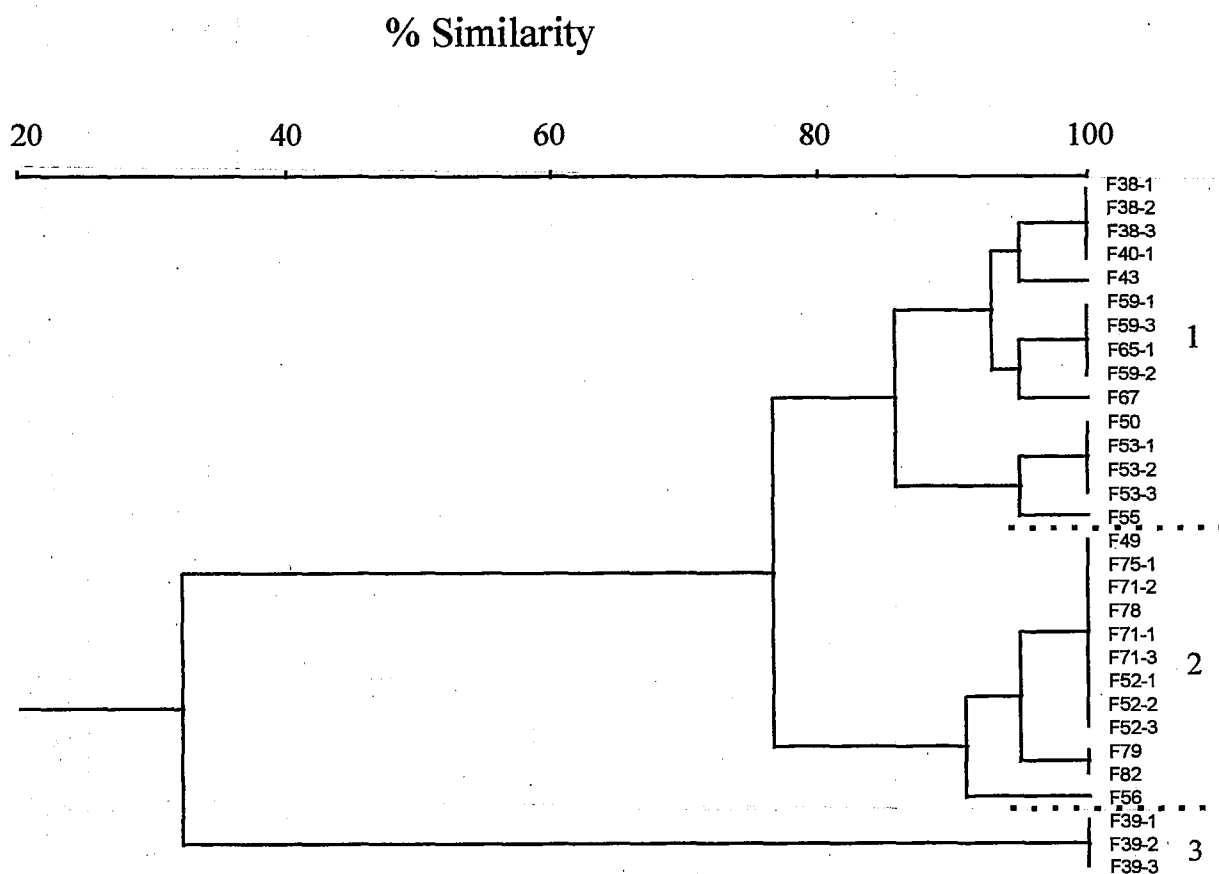 % Similarity
20 40 60 80 100
F38-1
F38-2
F38-3
F40-1
F43
F59-1
F59-3
F65-1
1
F59-2
F67
F50
F53-1
F53-2
F53-3
F55
F49
F75-1
F71-2
F78
F71-1
F71-3
2
F52-1
F52-2
F52-3
F79
F82
F56
F39-1
F39-2
3
F39-3